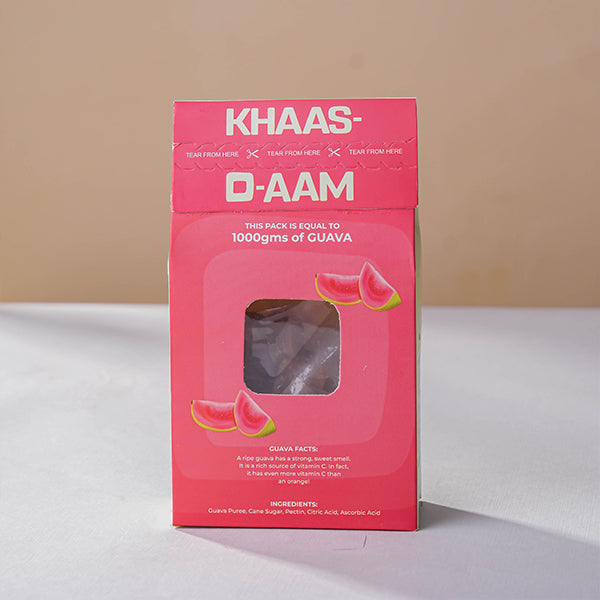 KHAAS-
TEAR FROM HERE TEAR FROM HERE TEAR FROM HERE
O-AAM
THIS PACK IS EQUAL TO
1000gms of GUAVA
GUAVA FACTS:
A ripe guava has a strong, sweet smell.
It is a rich source of vitamin C. In fact,
it has even more vitamin C than
an orange!
INGREDIENTS:
Guava Puree, Cane Sugar, Pectin, Citric Acid, Ascorbic Acid